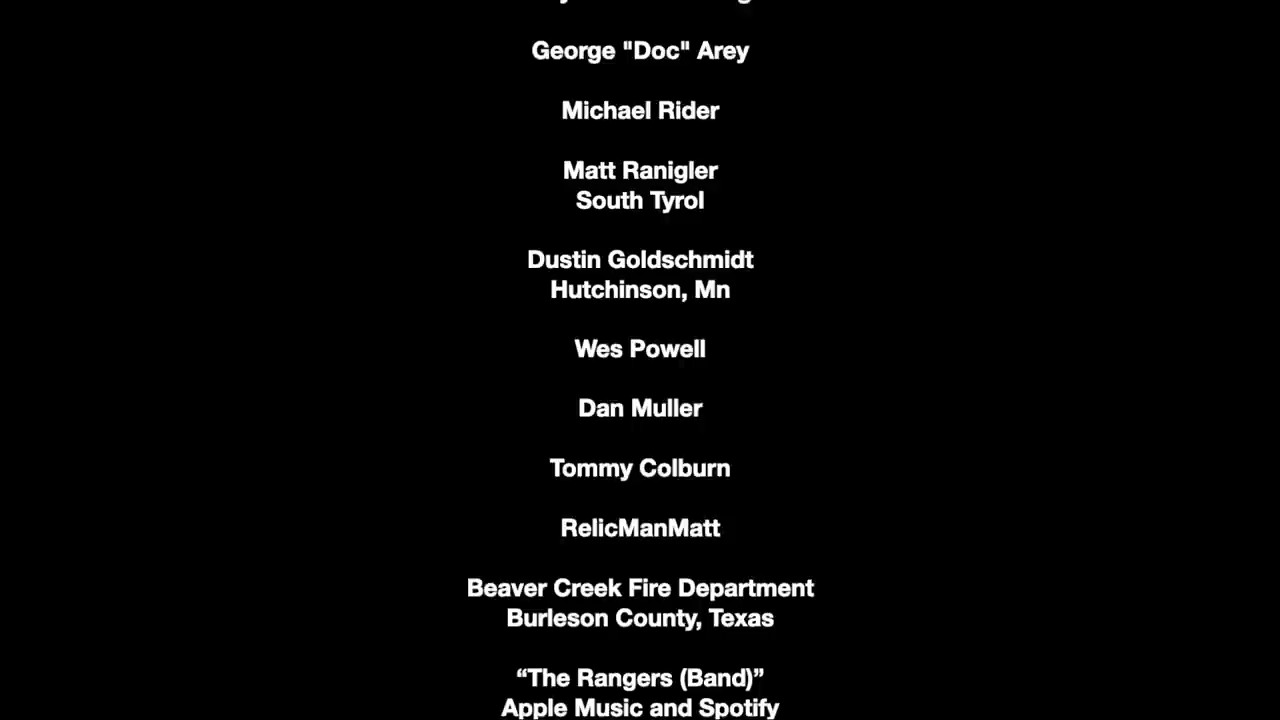 George "Doc" Arey
Michael Rider
Matt Ranigler
South Tyrol
Dustin Goldschmidt
Hutchinson, Mn
Wes Powell
Dan Muller
Tommy Colburn
RelicManMatt
Beaver Creek Fire Department
Burleson County, Texas
“The Rangers (Band)”
Apple Music and Spotify